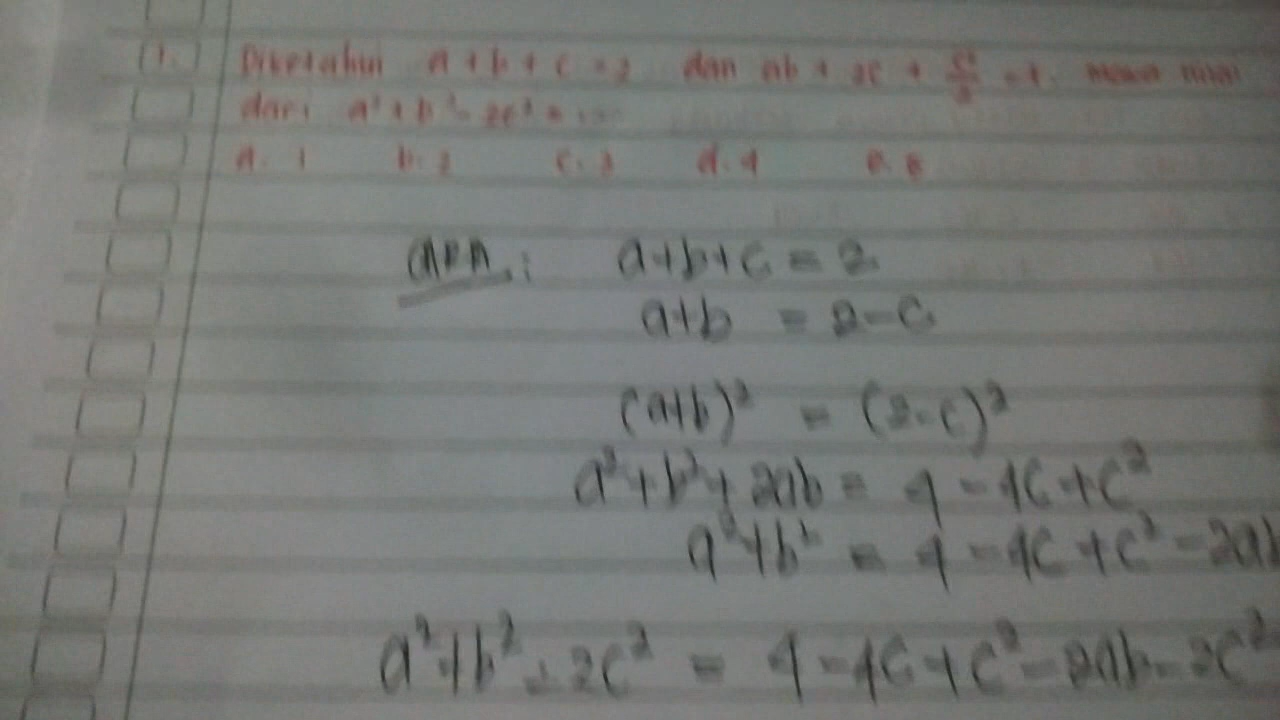 1. Diketahui a + b + c = 2 dan ab + 2c + c²/2 = 1. Maka nilai
dari a² + b² - 2c² = ....
a. 1 b. 2 c. 3 d. 4 e. 8
a+b+c = 2
a+b = 2-c
(a+b)² = (2-c)²
a²+b²+2ab = 4-4c+c²
a²+b² = 4-4c+c²-2ab
a²+b²-2c² = 4-4c+c²-2ab-2c²